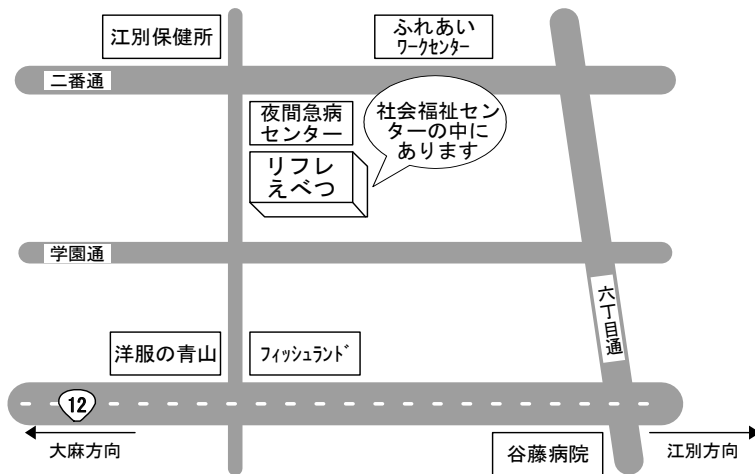 江別保健所
ふれあい
ﾜｰｸｾﾝﾀｰ
二番通
夜間急病
センター
社会福祉セン
ターの中に
あります
リフレ
えべつ
学園通
六丁目通
洋服の青山
ﾌｨｯｼｭﾗﾝﾄﾞ
12
大麻方向
谷藤病院
江別方向